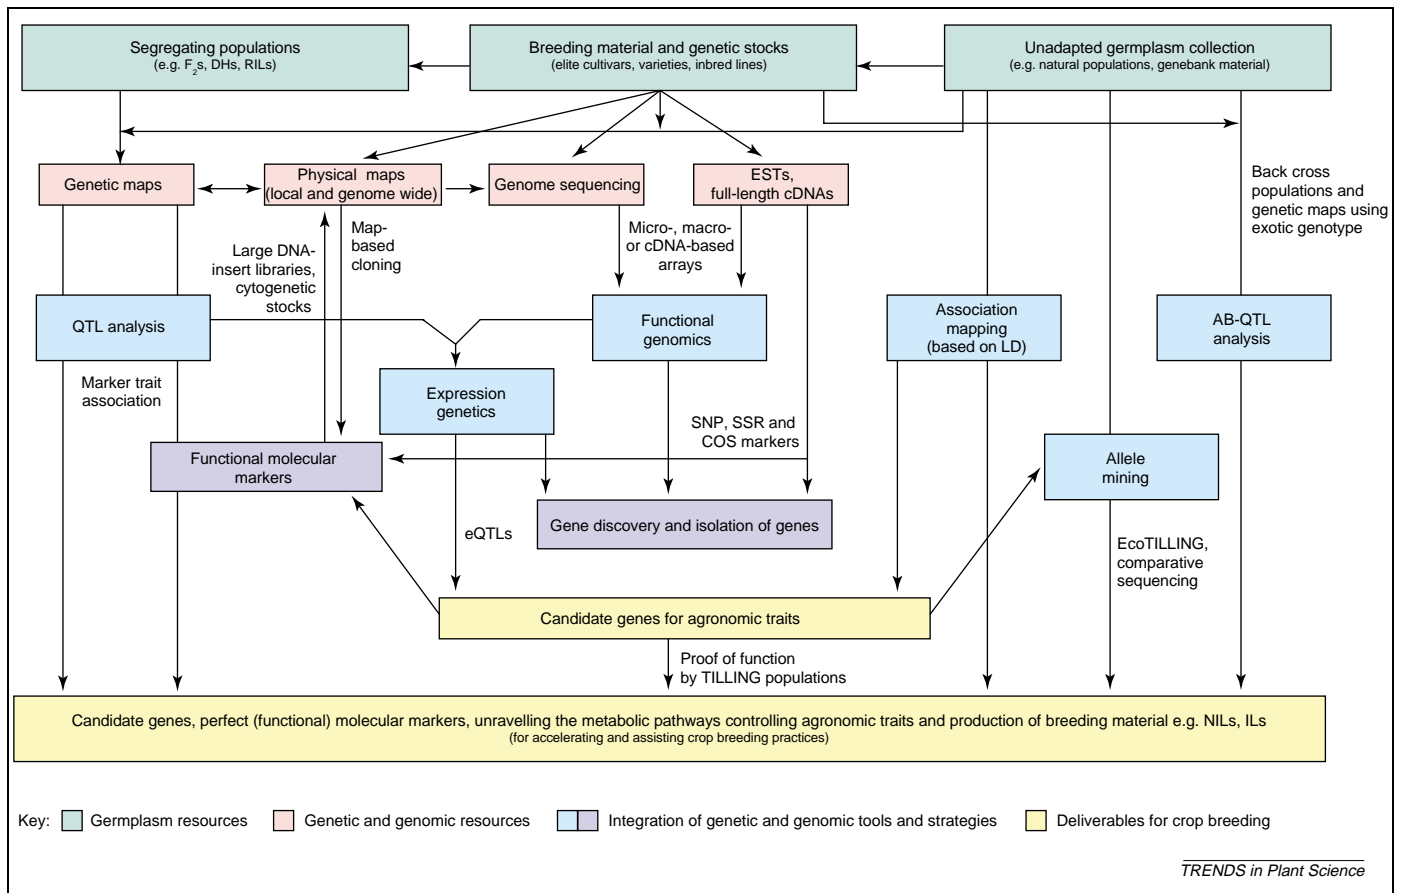 Segregating populations
(e.g. F2s, DHs, RILs)
Breeding material and genetic stocks
(elite cultivars, varieties, inbred lines)
Unadapted germplasm collection
(e.g. natural populations, genebank material)
Genetic maps
Physical maps
(local and genome wide)
Genome sequencing
ESTs,
full-length cDNAs
Back cross
populations and
genetic maps using
exotic genotype
Large DNA-
insert libraries,
cytogenetic
stocks
Map-
based
cloning
Micro-, macro-
or cDNA-based
arrays
QTL analysis
Functional
genomics
Association
mapping
(based on LD)
AB-QTL
analysis
Marker trait
association
Expression
genetics
SNP, SSR and
COS markers
Functional molecular
markers
Allele
mining
eQTLs
Gene discovery and isolation of genes
EcoTILLING,
comparative
sequencing
Candidate genes for agronomic traits
Proof of function
by TILLING populations
Candidate genes, perfect (functional) molecular markers, unravelling the metabolic pathways controlling agronomic traits and production of breeding material e.g. NILs, ILs
(for accelerating and assisting crop breeding practices)
Key: Germplasm resources Genetic and genomic resources Integration of genetic and genomic tools and strategies Deliverables for crop breeding
TRENDS in Plant Science